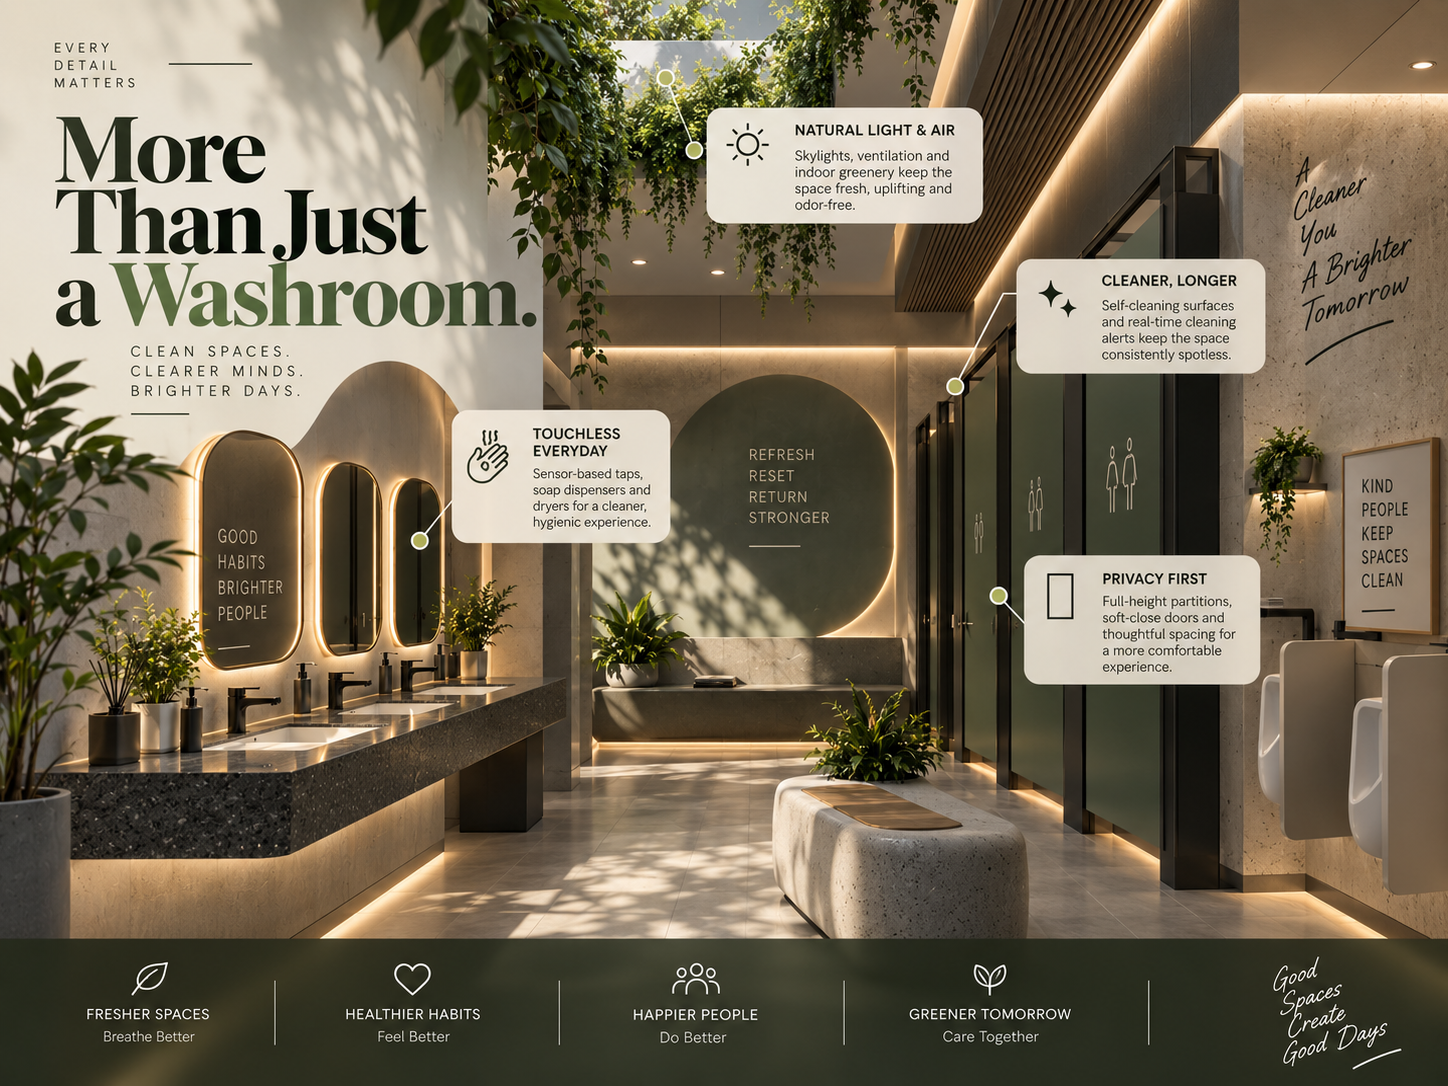 EVERY
DETAIL
MATTERS
More
Than Just
a Washroom.
CLEAN SPACES.
CLEARER MINDS.
BRIGHTER DAYS.
NATURAL LIGHT & AIR
Skylights, ventilation and
indoor greenery keep the
space fresh, uplifting and
odor-free.
A
Cleaner
You
A Brighter
Tomorrow
CLEANER, LONGER
Self-cleaning surfaces
and real-time cleaning
alerts keep the space
consistently spotless.
TOUCHLESS
EVERYDAY
Sensor-based taps,
soap dispensers and
dryers for a cleaner,
hygienic experience.
REFRESH
RESET
RETURN
STRONGER
GOOD
HABITS
BRIGHTER
PEOPLE
KIND
PEOPLE
KEEP
SPACES
CLEAN
PRIVACY FIRST
Full-height partitions,
soft-close doors and
thoughtful spacing for
a more comfortable
experience.
FRESHER SPACES
Breathe Better
HEALTHIER HABITS
Feel Better
HAPPIER PEOPLE
Do Better
GREENER TOMORROW
Care Together
Good
Spaces
Create
Good Days